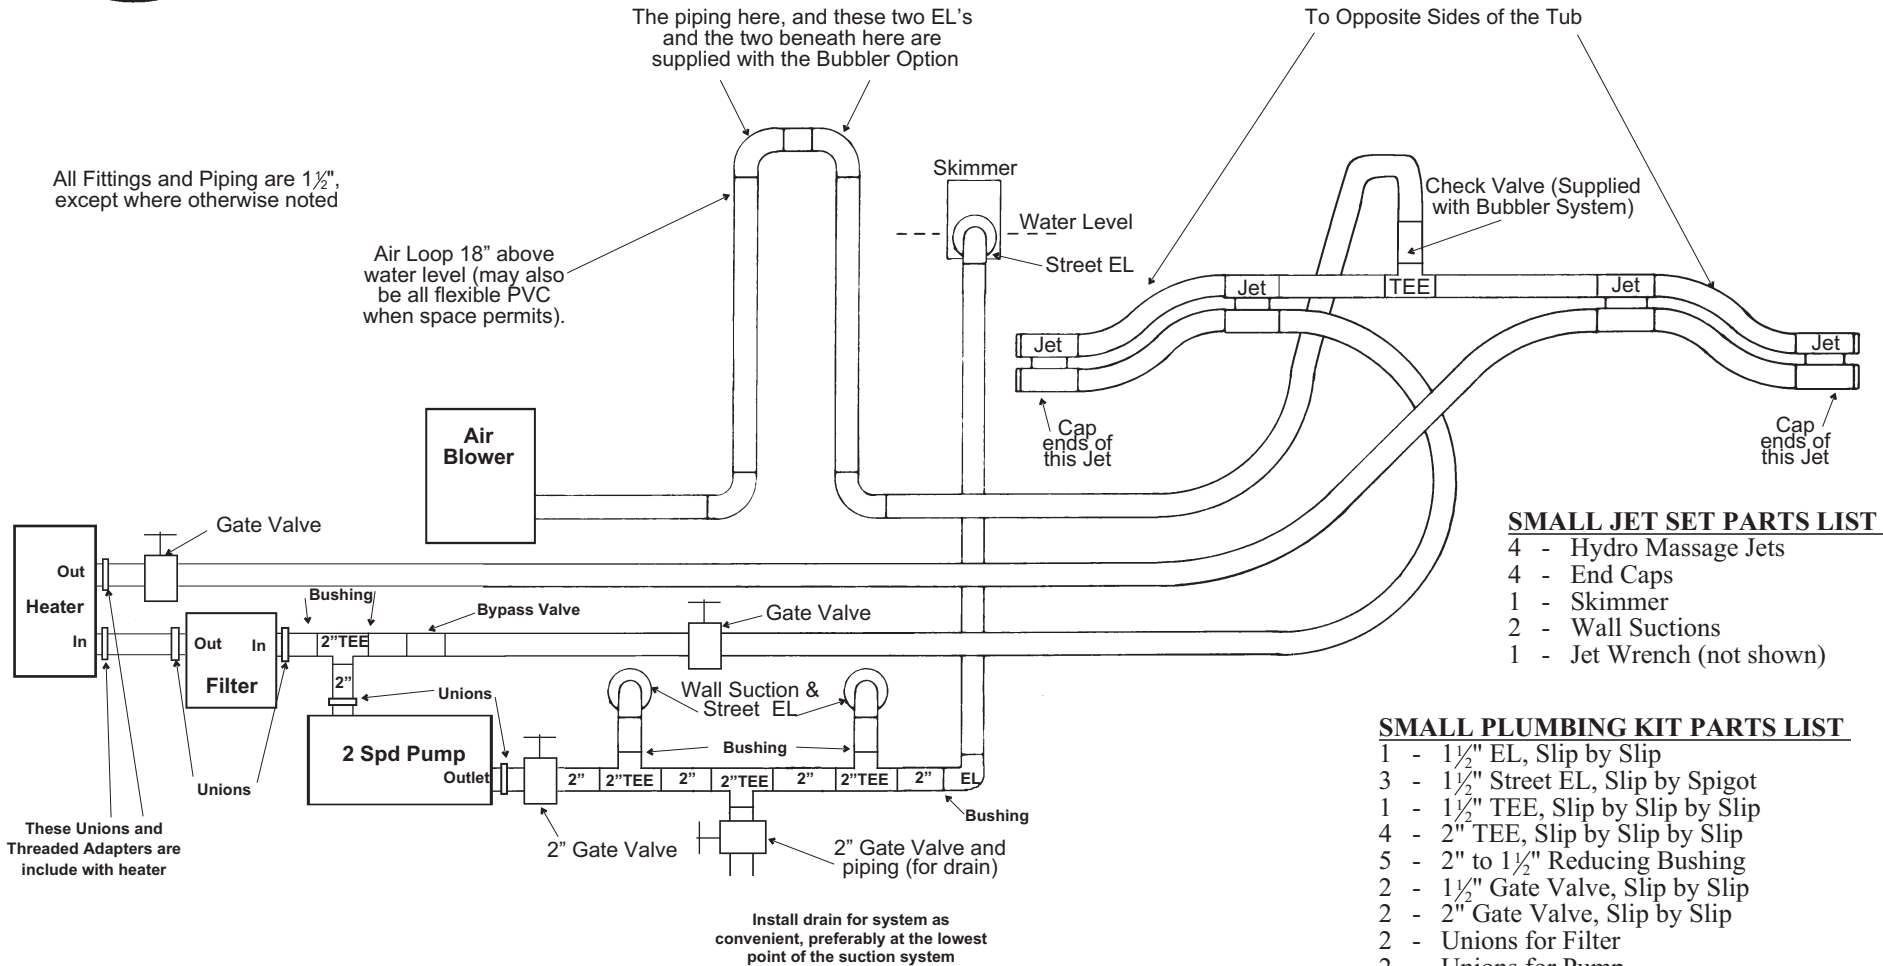 The piping here, and these two EL's
and the two beneath here are
supplied with the Bubbler Option
To Opposite Sides of the Tub
All Fittings and Piping are 1½",
except where otherwise noted
Skimmer
Water Level
Street EL
Check Valve (Supplied
with Bubbler System)
Air Loop 18” above
water level (may also
be all flexible PVC
when space permits).
Jet
TEE
Jet
Jet
Jet
Cap
ends of
this Jet
Cap
ends of
this Jet
Air
Blower
Gate Valve
Out
Heater
In
Bushing
Bypass Valve
Gate Valve
2”TEE
Out
In
Filter
2”
Unions
Wall Suction &
Street EL
Bushing
2 Spd Pump
Outlet
2”
2”TEE
2”
2”TEE
2”
2”TEE
2”
EL
Unions
Bushing
These Unions and
Threaded Adapters are
include with heater
2” Gate Valve
2” Gate Valve and
piping (for drain)
Install drain for system as
convenient, preferably at the lowest
point of the suction system
SMALL JET SET PARTS LIST
4 - Hydro Massage Jets
4 - End Caps
1 - Skimmer
2 - Wall Suctions
1 - Jet Wrench (not shown)
SMALL PLUMBING KIT PARTS LIST
1 - 1½" EL, Slip by Slip
3 - 1½" Street EL, Slip by Spigot
1 - 1½" TEE, Slip by Slip by Slip
4 - 2" TEE, Slip by Slip by Slip
5 - 2" to 1½" Reducing Bushing
2 - 1½" Gate Valve, Slip by Slip
2 - 2" Gate Valve, Slip by Slip
2 - Unions for Filter
2 - Unions for Pump